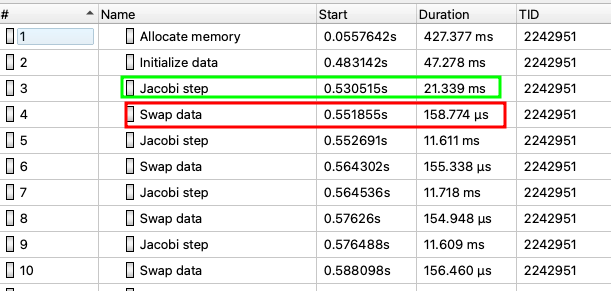 # Name Start Duration TID
1 Allocate memory 0.0557642s 427.377 ms 2242951
2 Initialize data 0.483142s 47.278 ms 2242951
3 Jacobi step 0.530515s 21.339 ms 2242951
4 Swap data 0.551855s 158.774 μs 2242951
5 Jacobi step 0.552691s 11.611 ms 2242951
6 Swap data 0.564302s 155.338 μs 2242951
7 Jacobi step 0.564536s 11.718 ms 2242951
8 Swap data 0.57626s 154.948 μs 2242951
9 Jacobi step 0.576488s 11.609 ms 2242951
10 Swap data 0.588098s 156.460 μs 2242951